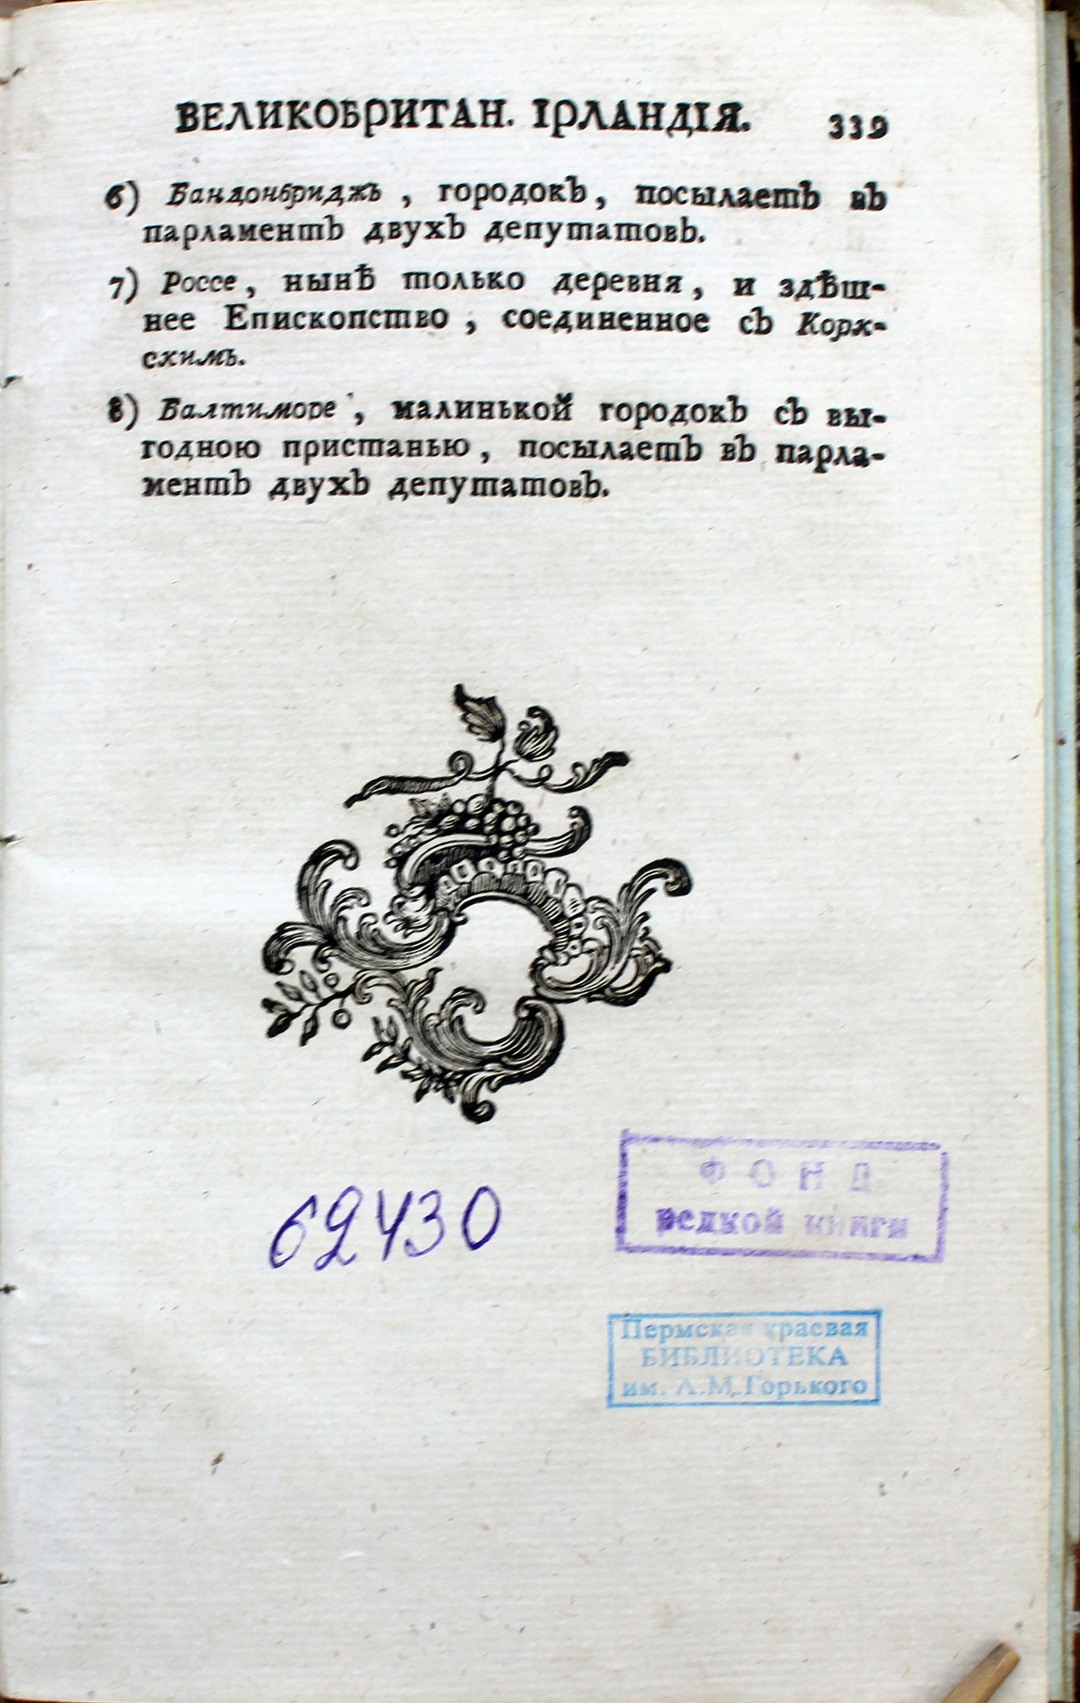 ВЕЛИКОБРИТАН. ІРЛАНДІЯ. 339
6) Бандонбриджъ, городокъ, посылаетъ въ
парламентъ двухъ депутатовъ.
7) Россе, нынѣ только деревня, и здѣш-
нее Епископство, соединенное съ Корк-
скимъ.
8) Балтиморе, малинькой городокъ съ вы-
годною пристанью, посылаетъ въ парла-
ментъ двухъ депутатовъ.
62430
ФОНД
редкой книги
Пермская краевая
БИБЛИОТЕКА
им. А.М.Горького